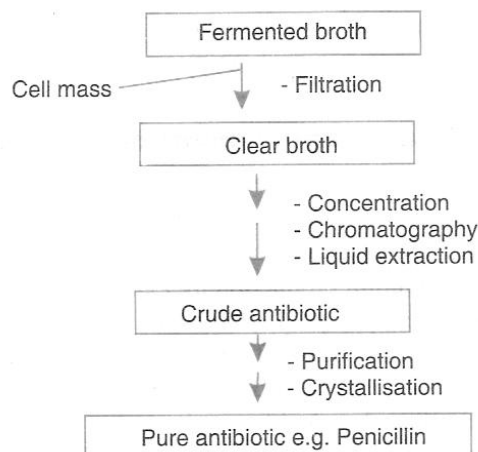 Fermented broth
Cell mass
- Filtration
Clear broth
- Concentration
- Chromatography
- Liquid extraction
Crude antibiotic
- Purification
- Crystallisation
Pure antibiotic e.g. Penicillin